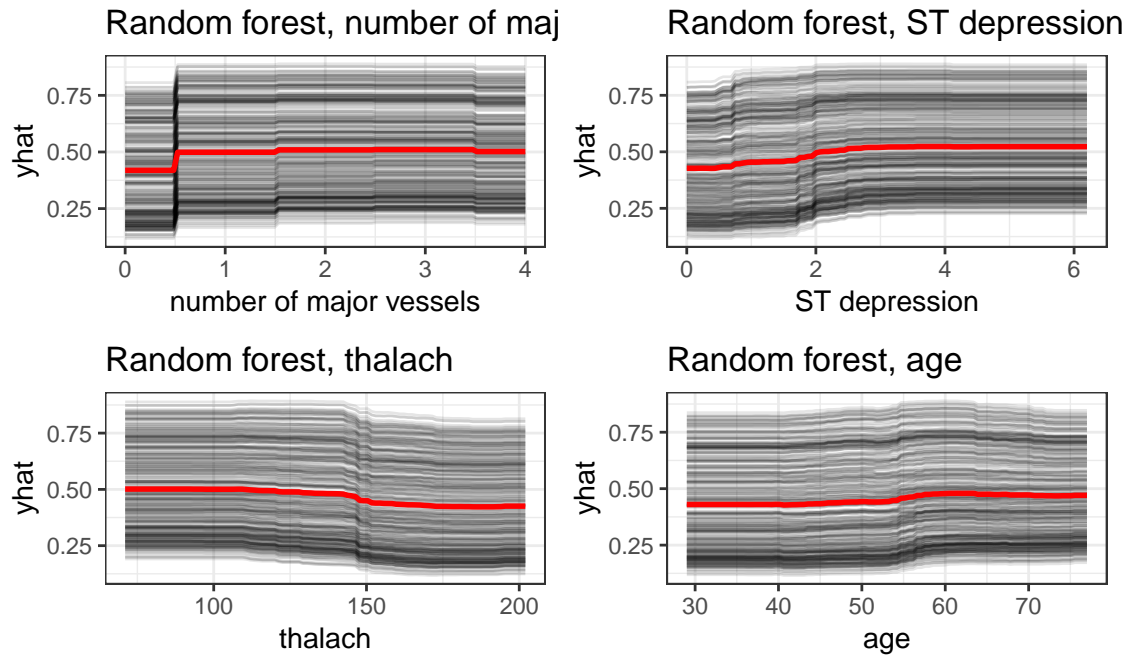 Random forest, number of maj
yhat
0.75
0.50
0.25
0 1 2 3 4
number of major vessels
Random forest, ST depression
yhat
0.75
0.50
0.25
0 2 4 6
ST depression
Random forest, thalach
yhat
0.75
0.50
0.25
100 150 200
thalach
Random forest, age
yhat
0.75
0.50
0.25
30 40 50 60 70
age